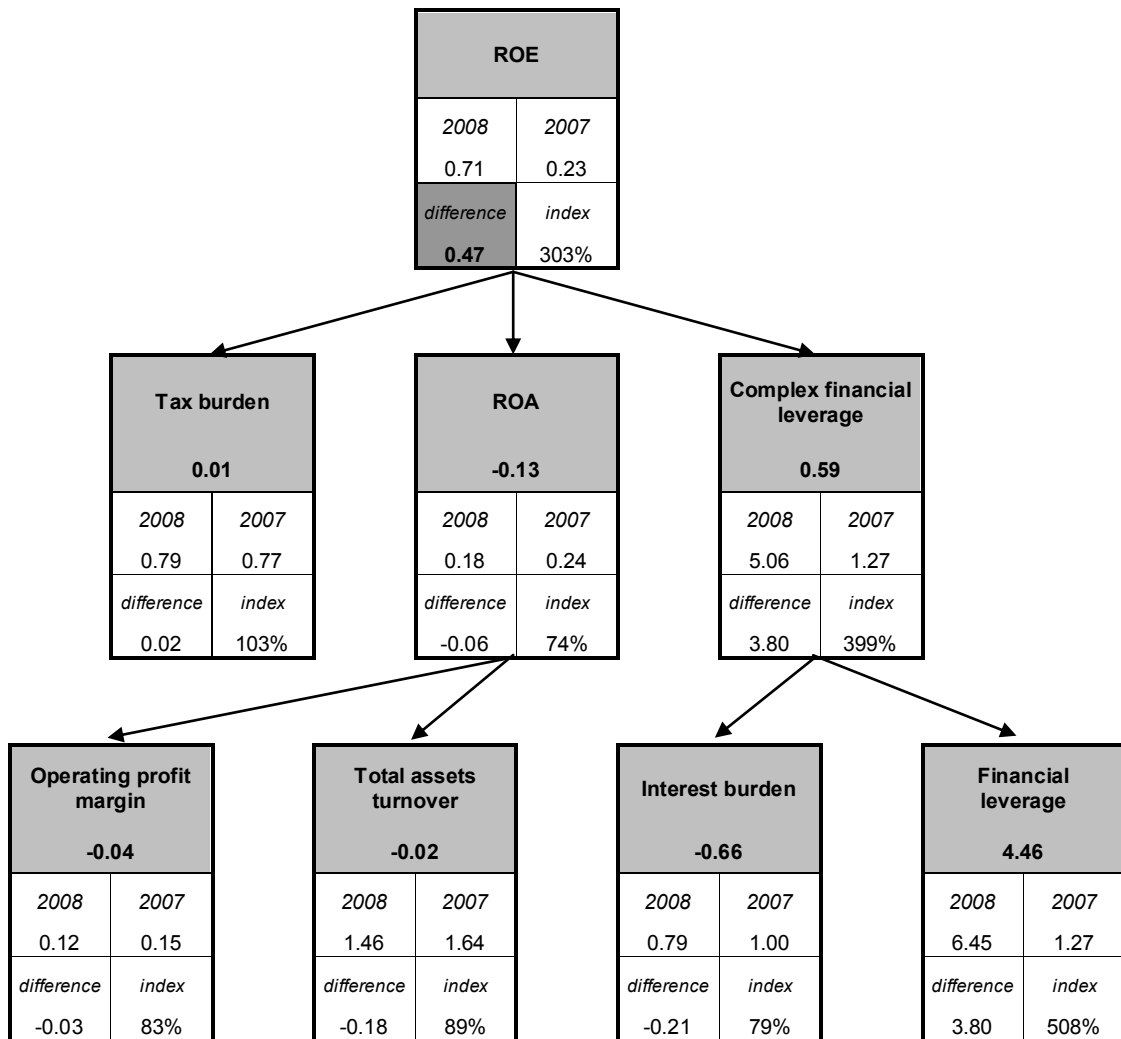 ROE
2008 2007
0.71 0.23
difference index
0.47 303%
Tax burden
0.01
2008 2007
0.79 0.77
difference index
0.02 103%
ROA
-0.13
2008 2007
0.18 0.24
difference index
-0.06 74%
Complex financial
leverage
0.59
2008 2007
5.06 1.27
difference index
3.80 399%
Operating profit
margin
-0.04
2008 2007
0.12 0.15
difference index
-0.03 83%
Total assets
turnover
-0.02
2008 2007
1.46 1.64
difference index
-0.18 89%
Interest burden
-0.66
2008 2007
0.79 1.00
difference index
-0.21 79%
Financial
leverage
4.46
2008 2007
6.45 1.27
difference index
3.80 508%